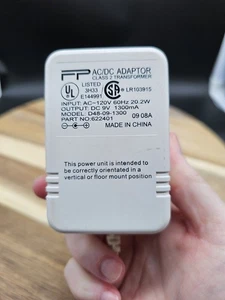 FP AC/DC ADAPTOR
CLASS 2 TRANSFORMER
UL LISTED SA LR103915
3H33
E144991
INPUT: AC~120V 60Hz 20.2W
OUTPUT: DC 9V 1300mA
MODEL: D48-09-1300 09 08A
PART NO:622401
MADE IN CHINA
This power unit is intended to
be correctly orientated in a
vertical or floor mount position